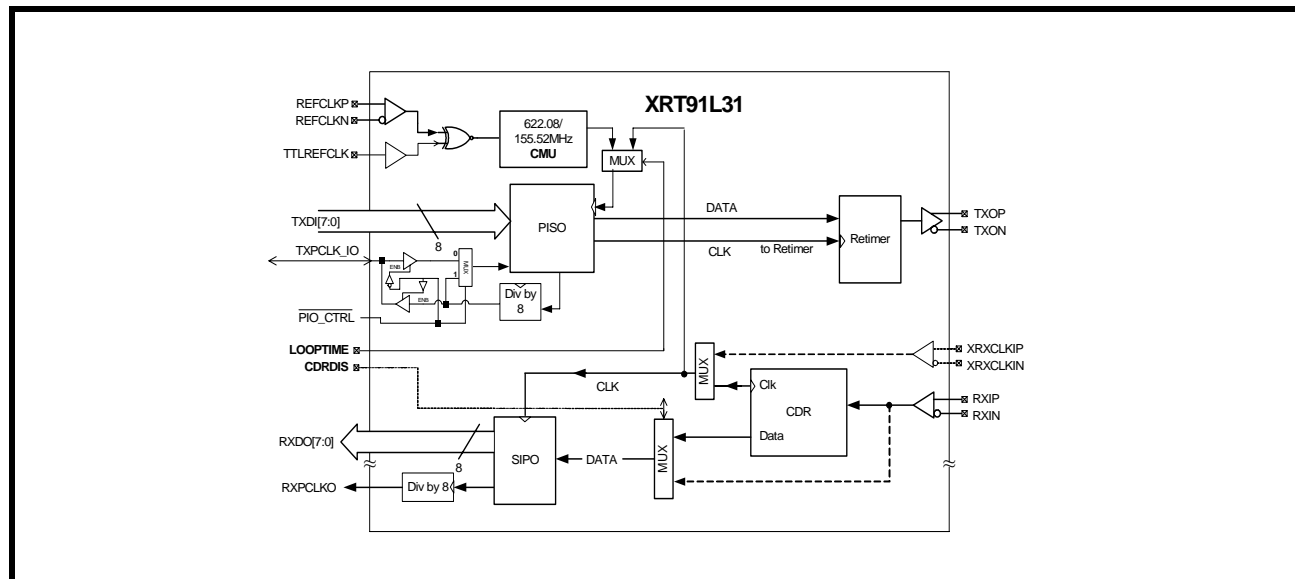 XRT91L31
REFCLKP
REFCLKN
TTLREFCLK
622.08/
155.52MHz
CMU
MUX
TXDI[7:0]
8
PISO
DATA
CLK
to Retimer
Retimer
TXOP
TXON
TXPCLK_IO
ENB
0
1
MUX
ENB
Div by
8
PIO_CTRL
LOOPTIME
CDRDIS
XRXCLKIP
XRXCLKIN
MUX
Clk
CDR
Data
RXIP
RXIN
CLK
RXDO[7:0]
8
SIPO
DATA
MUX
RXPCLKO
Div by 8